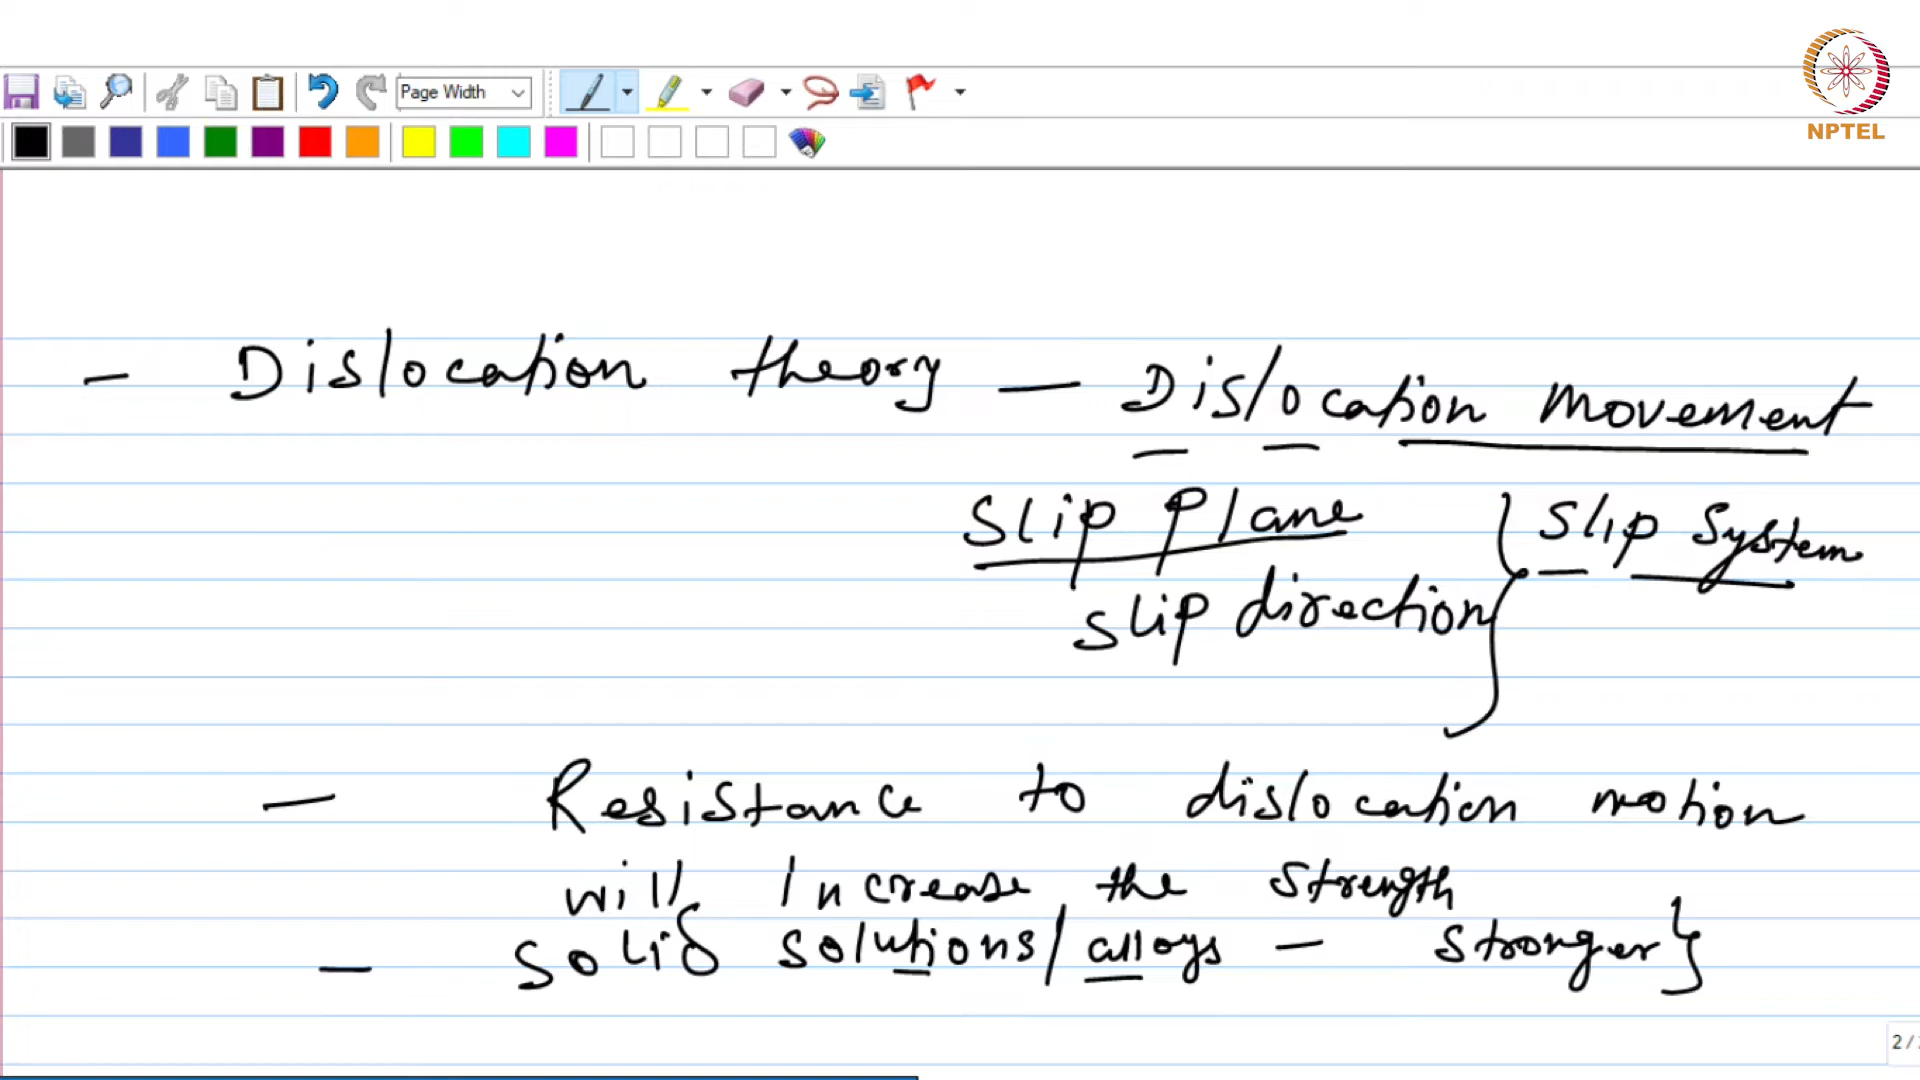 Page Width
NPTEL
- Dislocation theory - Dislocation movement
Slip Plane } Slip System
slip direction
- Resistance to dislocation motion
will Increase the strength
- solid solutions/alloys - stronger }
2/